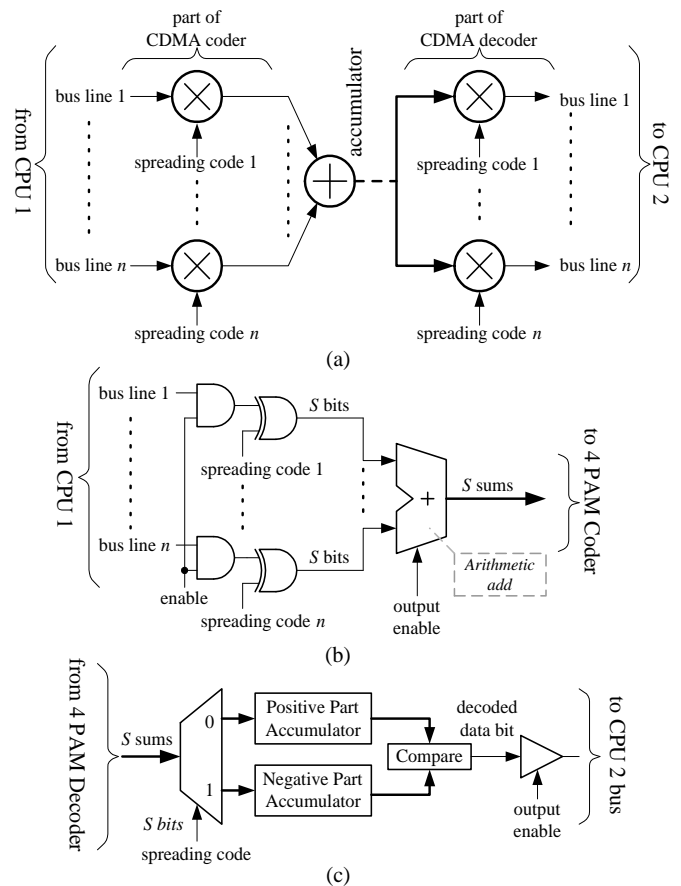 part of
CDMA coder
part of
CDMA decoder
from CPU 1
bus line 1
spreading code 1
bus line n
spreading code n
accumulator
+
bus line 1
spreading code 1
bus line n
spreading code n
to CPU 2
(a)
from CPU 1
bus line 1
S bits
spreading code 1
bus line n
S bits
enable
spreading code n
+
S sums
Arithmetic
add
output
enable
to 4 PAM Coder
(b)
from 4 PAM Decoder
S sums
0
1
S bits
spreading code
Positive Part
Accumulator
Negative Part
Accumulator
Compare
decoded
data bit
output
enable
to CPU 2 bus
(c)